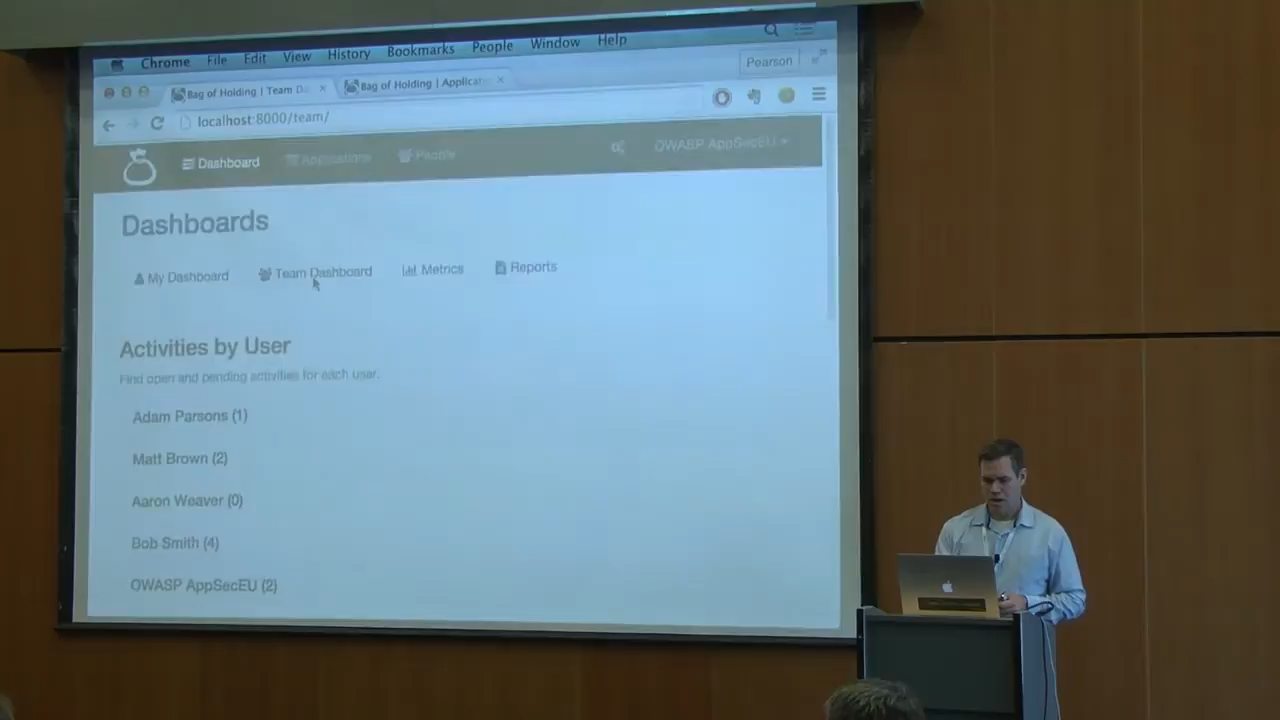 Chrome File Edit View History Bookmarks People Window Help
Pearson
Bag of Holding | Team Da
Bag of Holding | Applicat
localhost:8000/team/
Dashboard Applications People OWASP AppSecEU
Dashboards
My Dashboard Team Dashboard Metrics Reports
Activities by User
Find open and pending activities for each user.
Adam Parsons (1)
Matt Brown (2)
Aaron Weaver (0)
Bob Smith (4)
OWASP AppSecEU (2)